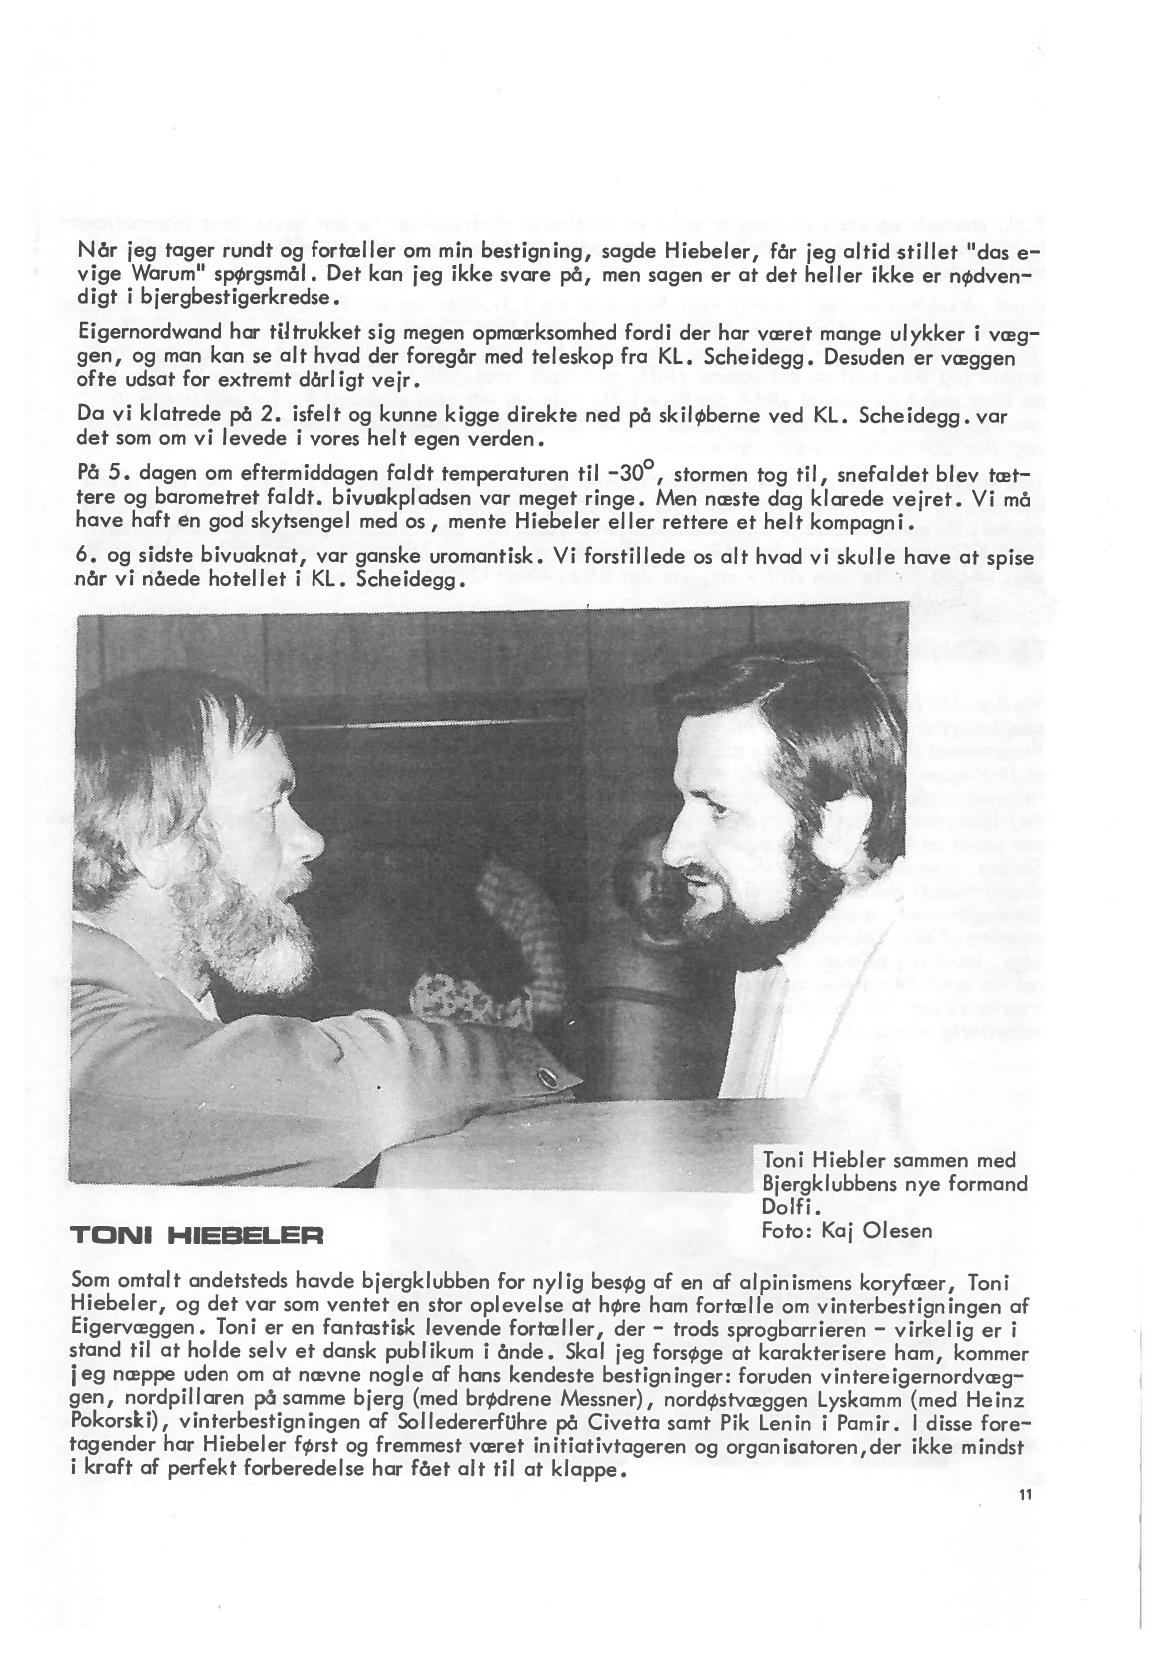 Når jeg tager rundt og fortæller om min bestigning, sagde Hiebeler, får jeg altid stillet "das e-
vige Warum" spørgsmål. Det kan jeg ikke svare på, men sagen er at det heller ikke er nødven-
digt i bjergbestigerkredse.
Eigernordwand har tiltrukket sig megen opmærksomhed fordi der har været mange ulykker i væg-
gen, og man kan se alt hvad der foregår med teleskop fra KL. Scheidegg. Desuden er væggen
ofte udsat for extremt dårligt vejr.
Da vi klatrede på 2. isfelt og kunne kigge direkte ned på skiløberne ved KL. Scheidegg. var
det som om vi levede i vores helt egen verden.
På 5. dagen om eftermiddagen faldt temperaturen til -30°, stormen tog til, snefaldet blev tæt-
tere og barometret faldt. bivuakpladsen var meget ringe. Men næste dag klarede vejret. Vi må
have haft en god skytsengel med os, mente Hiebeler eller rettere et helt kompagni.
6. og sidste bivuaknat, var ganske uromantisk. Vi forstillede os alt hvad vi skulle have at spise
når vi nåede hotellet i KL. Scheidegg.
Toni Hiebler sammen med
Bjergklubbens nye formand
Dolfi.
Foto: Kaj Olesen
TONI HIEBELER
Som omtalt andetsteds havde bjergklubben for nylig besøg af en af alpinismens koryfæer, Toni
Hiebeler, og det var som ventet en stor oplevelse at høre ham fortælle om vinterbestigningen af
Eigervæggen. Toni er en fantastisk levende fortæller, der - trods sprogbarrieren - virkelig er i
stand til at holde selv et dansk publikum i ånde. Skal jeg forsøge at karakterisere ham, kommer
jeg næppe uden om at nævne nogle af hans kendeste bestigninger: foruden vintereigernordvæg-
gen, nordpillaren på samme bjerg (med brødrene Messner), nordøstvæggen Lyskamm (med Heinz
Pokorski), vinterbestigningen af Solledererführe på Civetta samt Pik Lenin i Pamir. I disse fore-
tagender har Hiebeler først og fremmest været initiativtageren og organisatoren,der ikke mindst
i kraft af perfekt forberedelse har fået alt til at klappe.
11